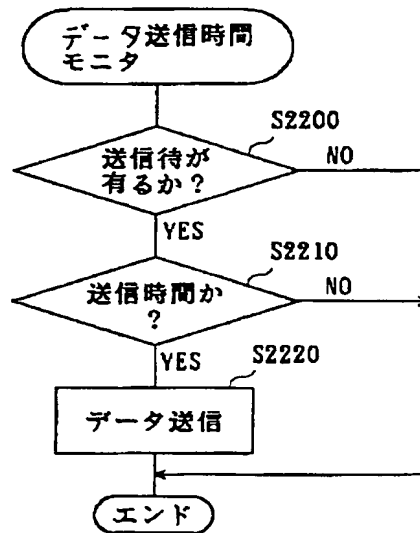 データ送信時間
モニタ
S2200
送信待が
有るか？
NO
YES
S2210
送信時間か
？
NO
YES
S2220
データ送信
エンド